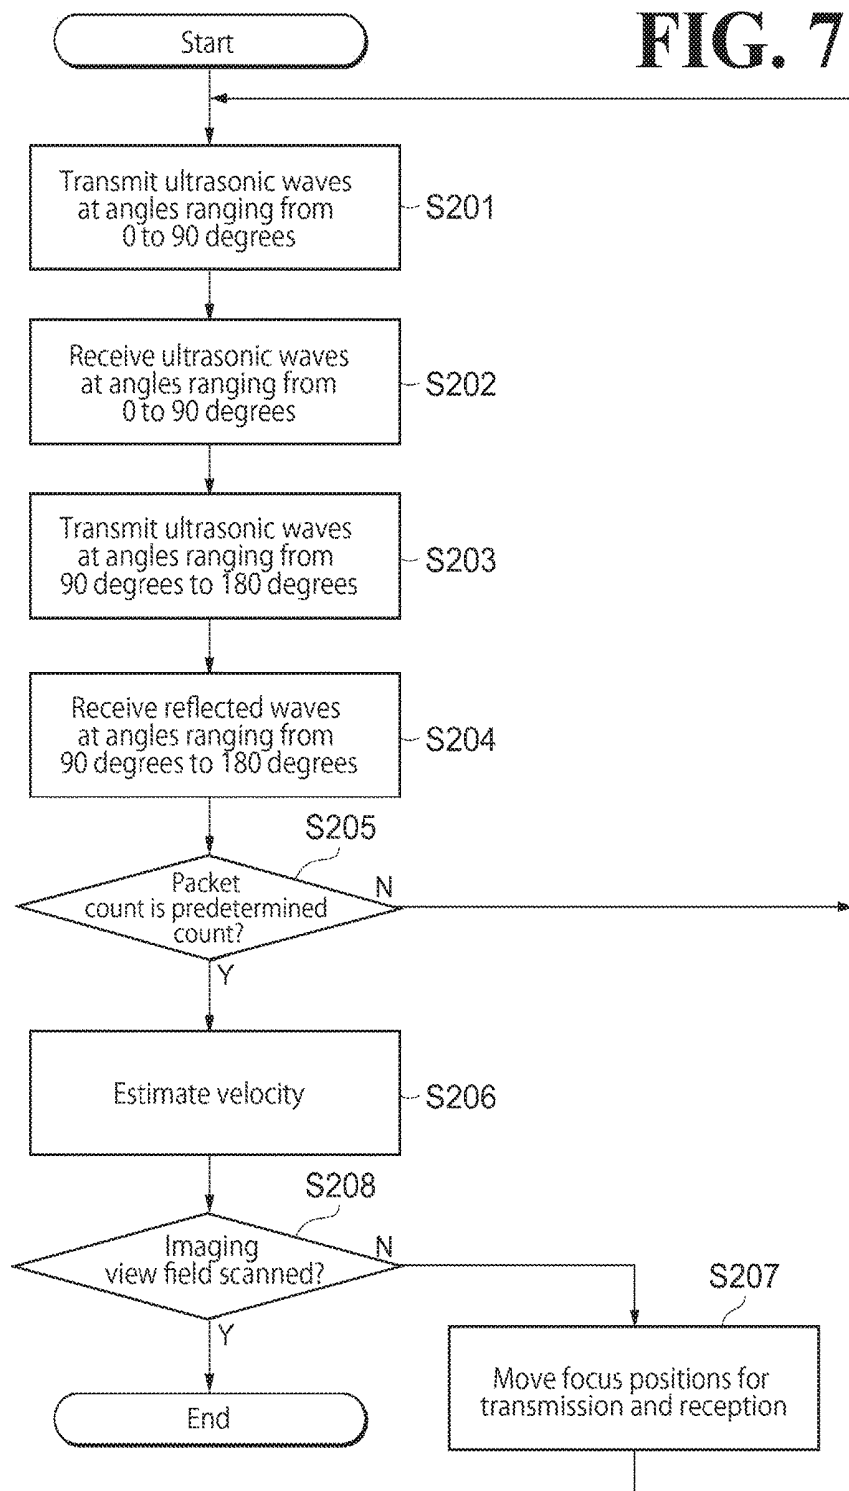 FIG. 7
Start
Transmit ultrasonic waves
at angles ranging from
0 to 90 degrees
S201
Receive ultrasonic waves
at angles ranging from
0 to 90 degrees
S202
Transmit ultrasonic waves
at angles ranging from
90 degrees to 180 degrees
S203
Receive reflected waves
at angles ranging from
90 degrees to 180 degrees
S204
S205
Packet
count is predetermined
count?
N
Y
Estimate velocity
S206
S208
Imaging
view field scanned?
N
Y
S207
Move focus positions for
transmission and reception
End